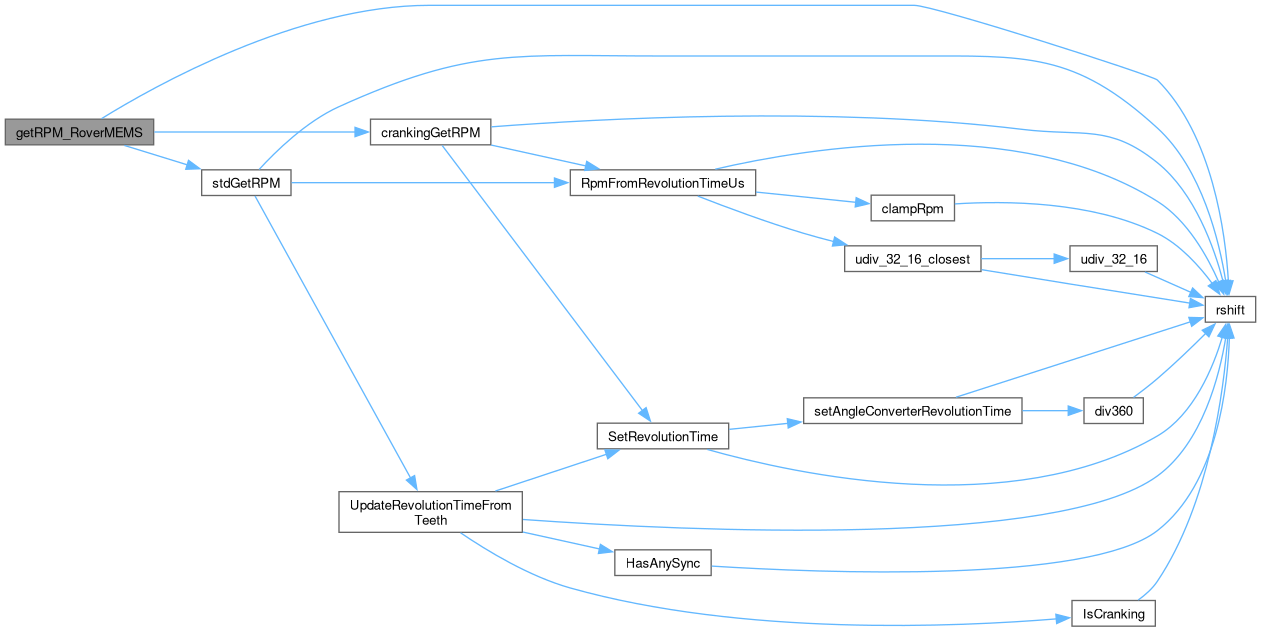 getRPM_RoverMEMS
crankingGetRPM
stdGetRPM
RpmFromRevolutionTimeUs
clampRpm
udiv_32_16_closest
udiv_32_16
rshift
setAngleConverterRevolutionTime
div360
SetRevolutionTime
UpdateRevolutionTimeFrom
Teeth
HasAnySync
IsCranking